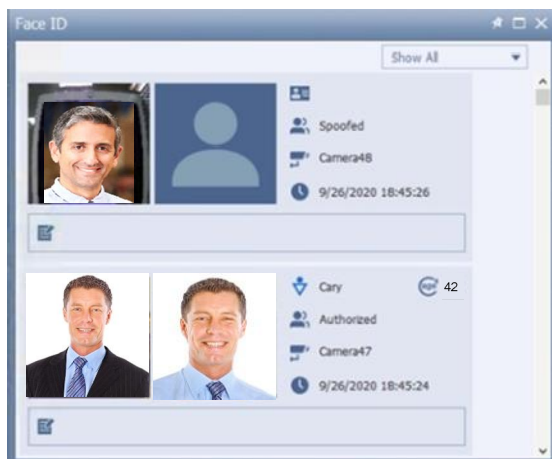 Face ID
Show All
Spoofed
Camera48
9/26/2020 18:45:26
Cary
42
Authorized
Camera47
9/26/2020 18:45:24